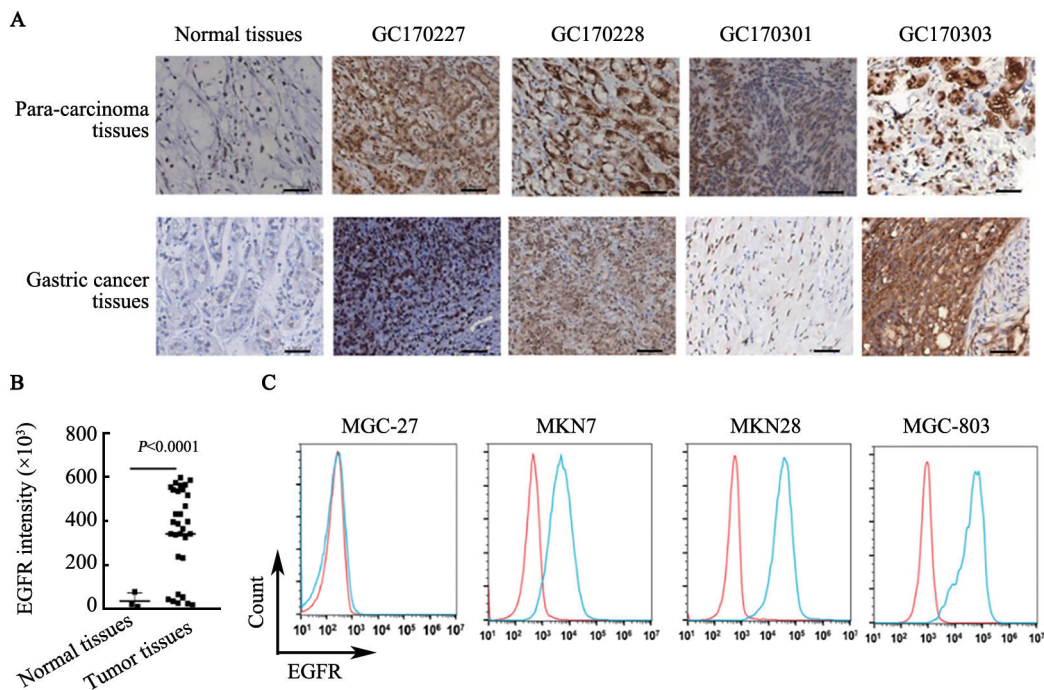 A
Normal tissues GC170227 GC170228 GC170301 GC170303
Para-carcinoma
tissues
Gastric cancer
tissues
B
800
600
400
200
0
EGFR intensity (×10³)
P<0.0001
Normal tissues
Tumor tissues
C
MGC-27 MKN7 MKN28 MGC-803
Count
EGFR
10¹ 10² 10³ 10⁴ 10⁵ 10⁶ 10⁷
10¹ 10² 10³ 10⁴ 10⁵ 10⁶ 10⁷
10¹ 10² 10³ 10⁴ 10⁵ 10⁶ 10⁷
10¹ 10² 10³ 10⁴ 10⁵ 10⁶ 10⁷